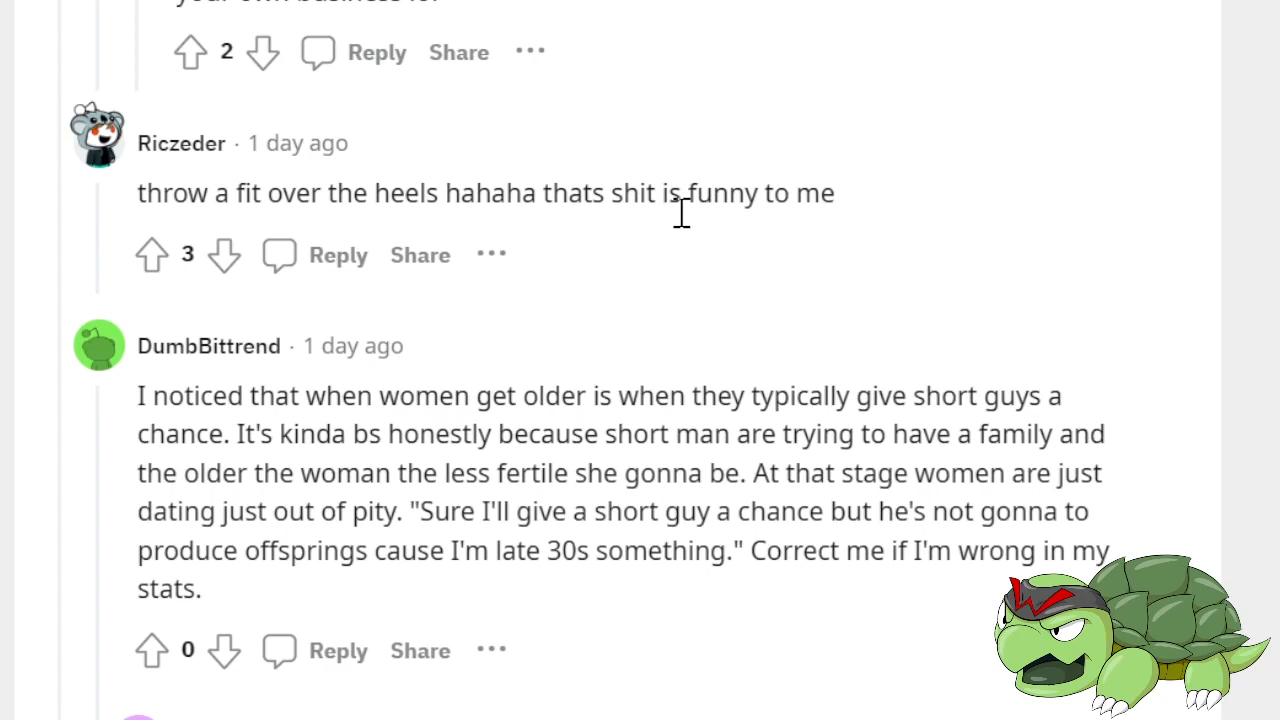 2 Reply Share ...
Riczeder · 1 day ago
throw a fit over the heels hahaha thats shit is funny to me
3 Reply Share ...
DumbBittrend · 1 day ago
I noticed that when women get older is when they typically give short guys a
chance. It's kinda bs honestly because short man are trying to have a family and
the older the woman the less fertile she gonna be. At that stage women are just
dating just out of pity. "Sure I'll give a short guy a chance but he's not gonna to
produce offsprings cause I'm late 30s something." Correct me if I'm wrong in my
stats.
0 Reply Share ...
W